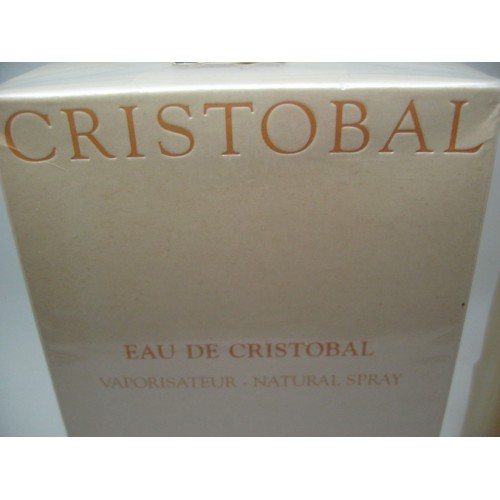 CRISTOBAL
EAU DE CRISTOBAL
VAPORISATEUR - NATURAL SPRAY